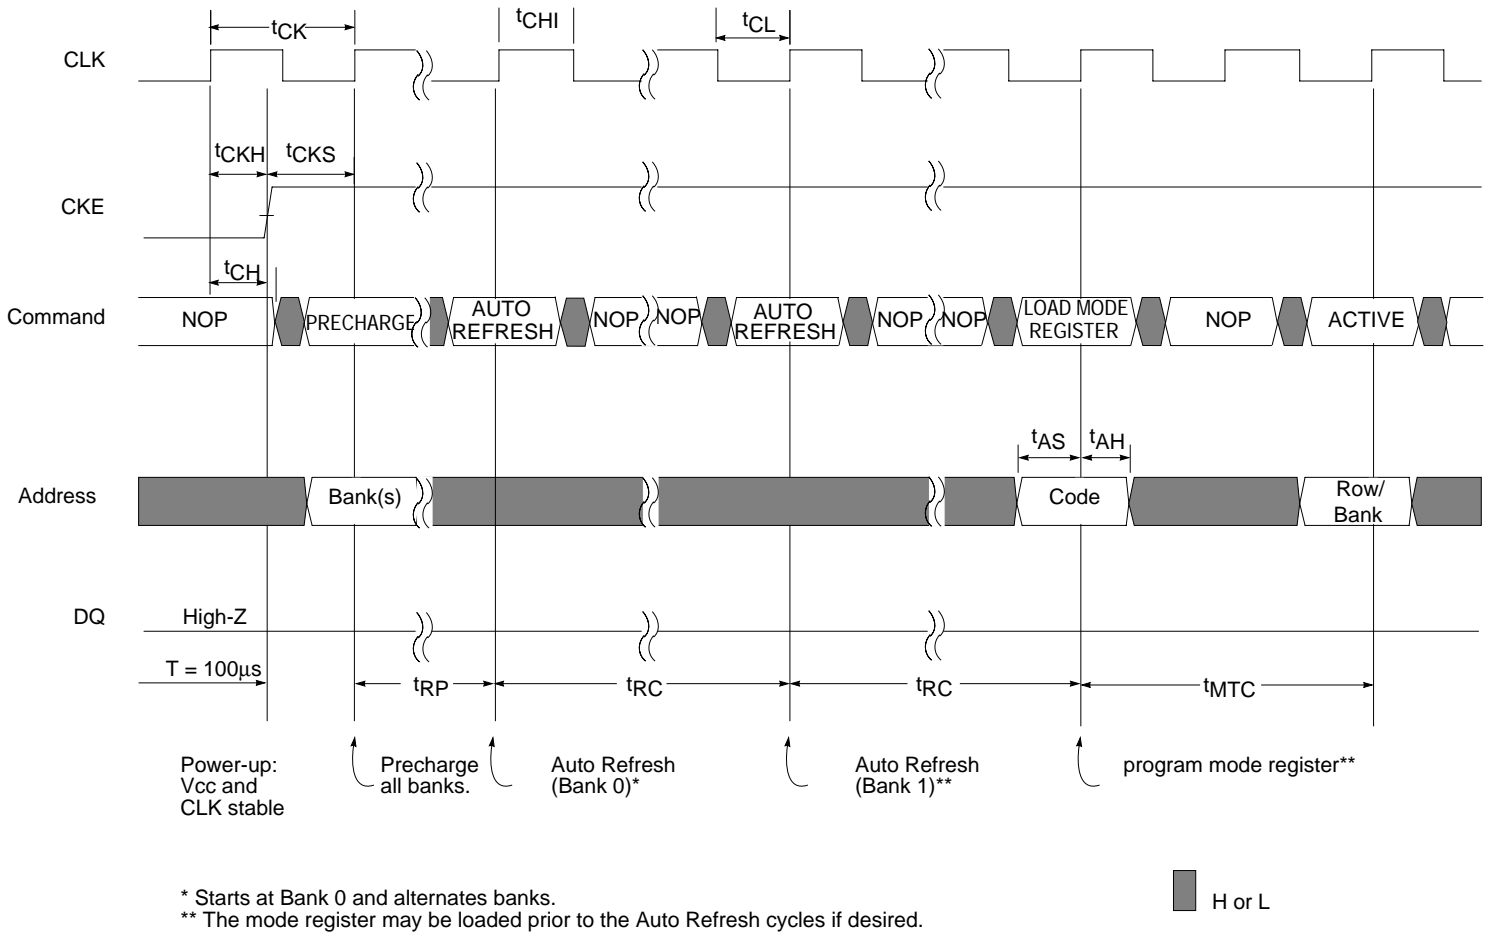 tCK
tCHI
tCL
CLK
tCKH
tCKS
CKE
tCH
Command
NOP
PRECHARGE
AUTO
REFRESH
NOP
NOP
AUTO
REFRESH
NOP
NOP
LOAD MODE
REGISTER
NOP
ACTIVE
tAS
tAH
Address
Bank(s)
Code
Row/
Bank
DQ
High-Z
T = 100μs
tRP
tRC
tRC
tMTC
Power-up:
Vcc and
CLK stable
Precharge
all banks.
Auto Refresh
(Bank 0)*
Auto Refresh
(Bank 1)**
program mode register**
* Starts at Bank 0 and alternates banks.
** The mode register may be loaded prior to the Auto Refresh cycles if desired.
H or L